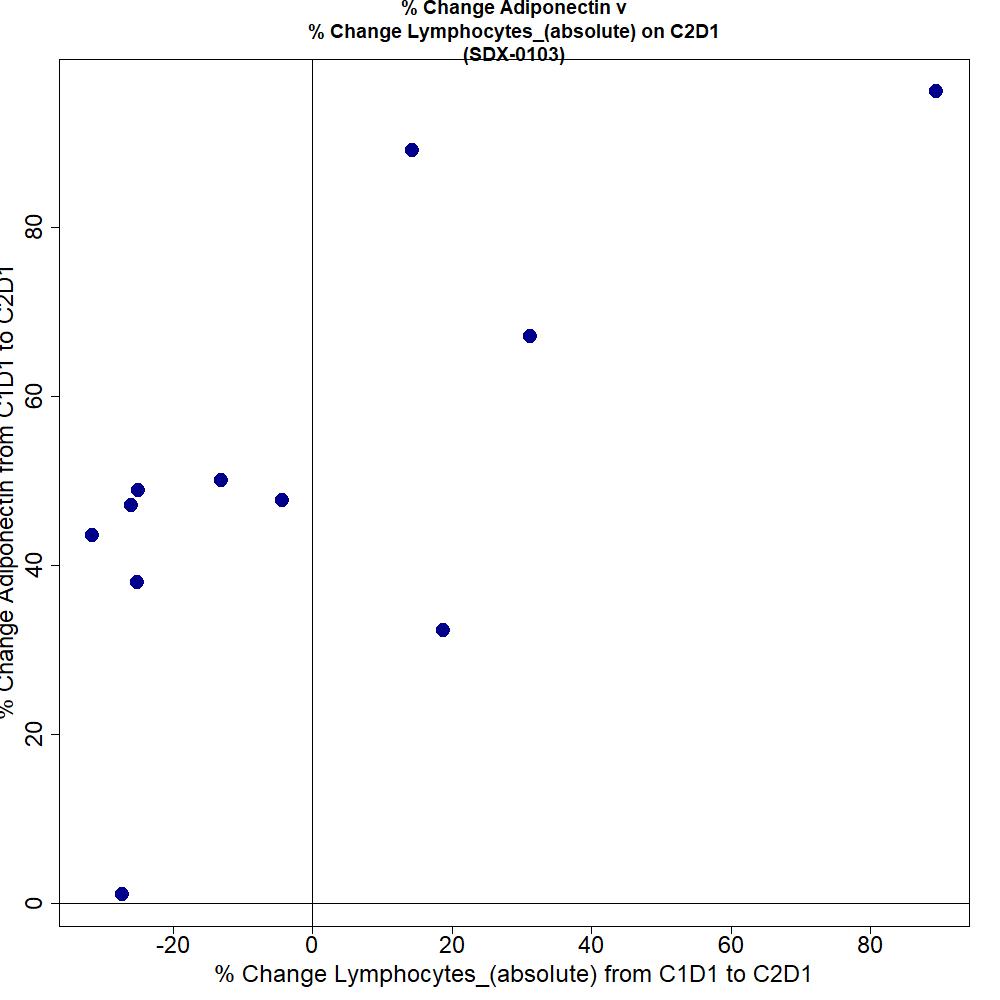 % Change Adiponectin v
% Change Lymphocytes_(absolute) on C2D1
(SDX-0103)
% Change Adiponectin from C1D1 to C2D1
80
60
40
20
0
-20 0 20 40 60 80
% Change Lymphocytes_(absolute) from C1D1 to C2D1